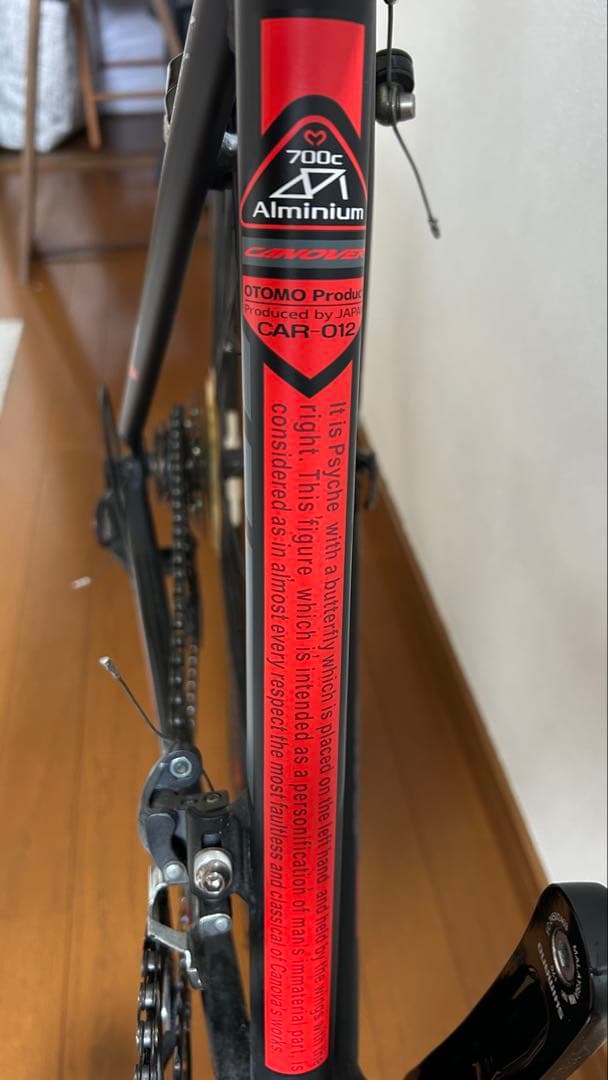 700c
Alminium
CANOVER
OTOMO Produc
Produced by JAPA
CAR-012
It is Psyche with a butterfly which is placed on the left hand and held by the wings with the
right. This figure which is intended as a personification of man's immaterial part, is
considered as in almost every respect the most faultless and classical of Canova's works
SHIMANO
MALAYSIA